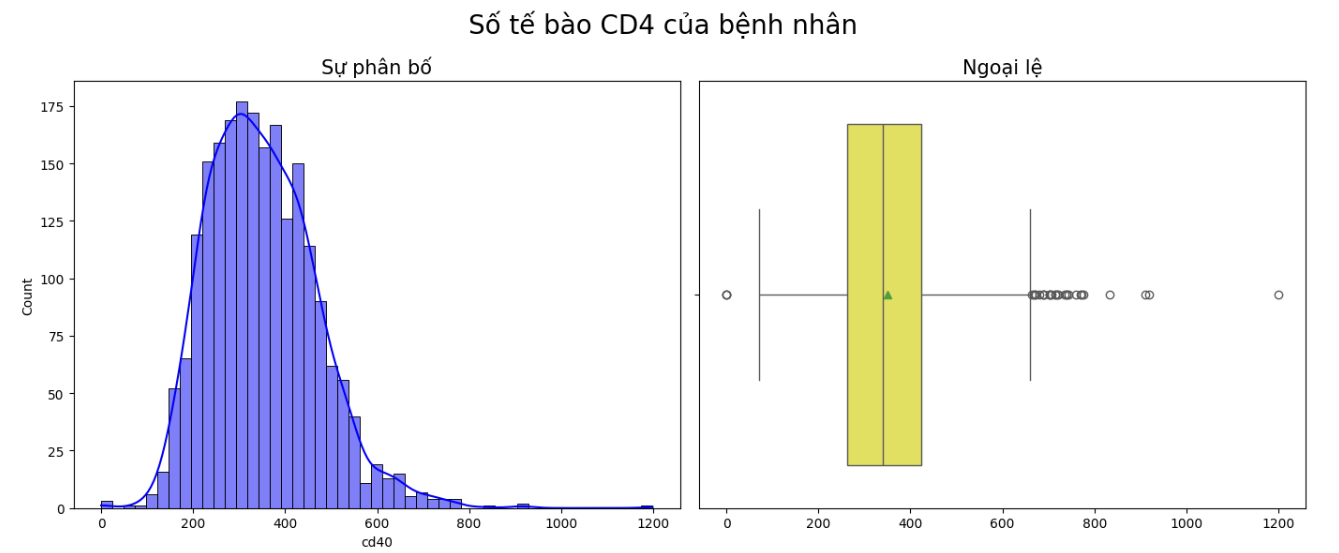 Số tế bào CD4 của bệnh nhân
Sự phân bố
Ngoại lệ
Count
175
150
125
100
75
50
25
0
0 200 400 600 800 1000 1200
cd40
0 200 400 600 800 1000 1200